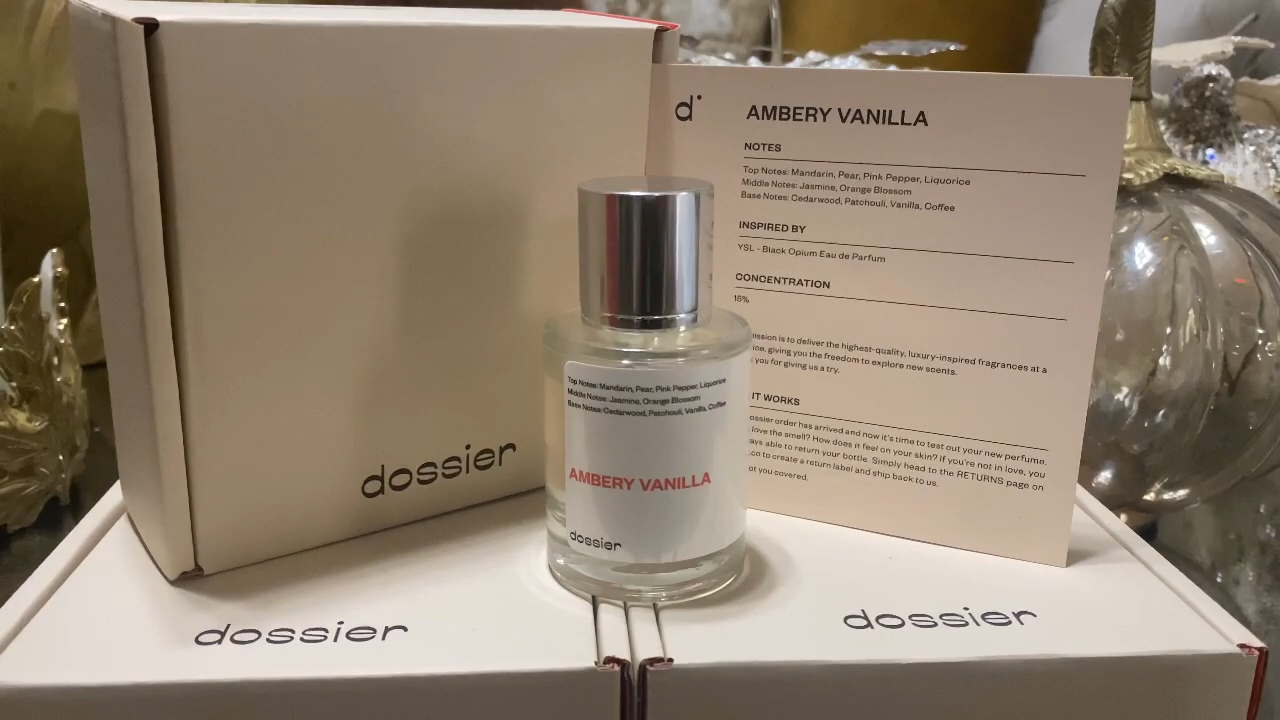 d
AMBERY VANILLA
NOTES
Top Notes: Mandarin, Pear, Pink Pepper, Liquorice
Middle Notes: Jasmine, Orange Blossom
Base Notes: Cedarwood, Patchouli, Vanilla, Coffee
INSPIRED BY
YSL - Black Opium Eau de Parfum
CONCENTRATION
16%
is to deliver the highest-quality, luxury-inspired fragrances at a
giving you the freedom to explore new scents.
you for giving us a try.
IT WORKS
order has arrived and now it's time to test out your new perfume.
love the smell? How does it feel on your skin? If you're not in love, you
able to return your bottle. Simply head to the RETURNS page on
.co to create a return label and ship back to us.
you covered.
Top Notes: Mandarin, Pear, Pink Pepper, Liquorice
Middle Notes: Jasmine, Orange Blossom
Base Notes: Cedarwood, Patchouli, Vanilla, Coffee
AMBERY VANILLA
dossier
dossier
dossier
dossier